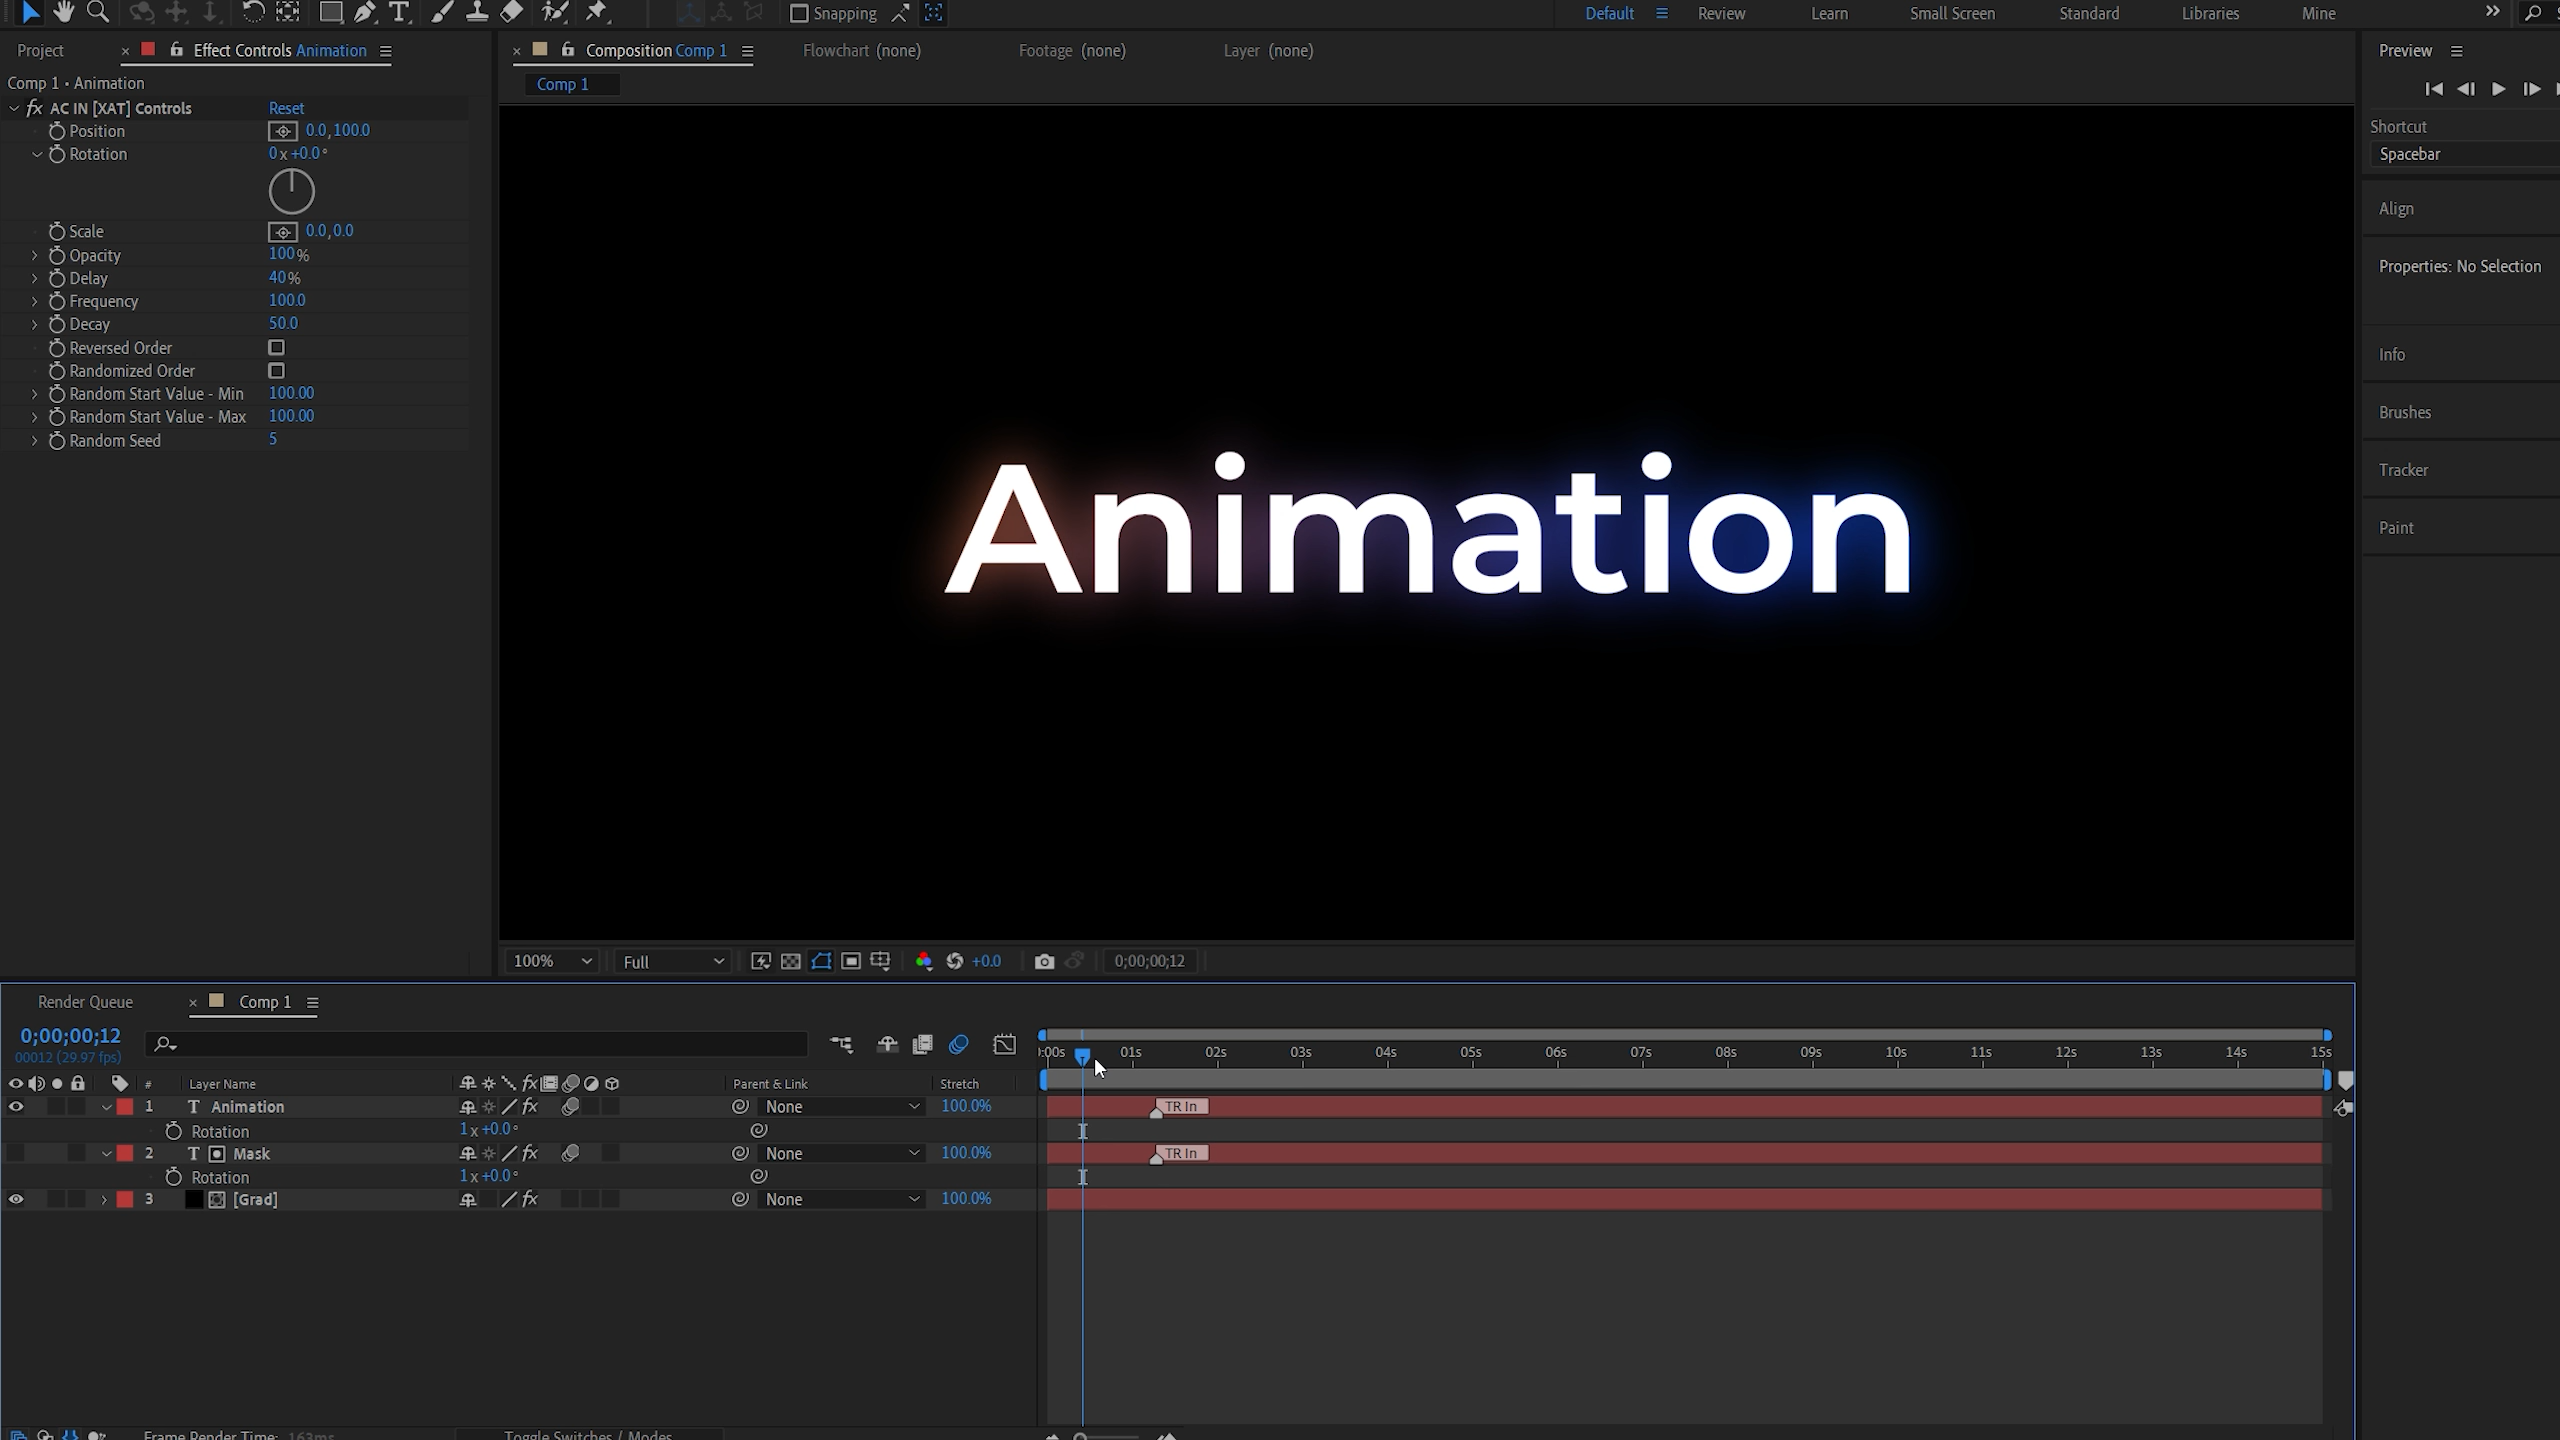 Snapping
Default Review Learn Small Screen Standard Libraries Mine
Project × Effect Controls Animation
× Composition Comp 1 Flowchart (none) Footage (none) Layer (none)
Preview
Comp 1 • Animation
Comp 1
fx AC IN [XAT] Controls Reset
Position 0.0,100.0
Rotation 0x+0.0°
Scale 0.0,0.0
Opacity 100%
Delay 40%
Frequency 100.0
Decay 50.0
Reversed Order
Randomized Order
Random Start Value - Min 100.00
Random Start Value - Max 100.00
Random Seed 5
Shortcut
Spacebar
Align
Properties: No Selection
Info
Brushes
Tracker
Paint
Animation
100% Full +0.0 0;00;00;12
Render Queue × Comp 1
0;00;00;12
00012 (29.97 fps)
:00s 01s 02s 03s 04s 05s 06s 07s 08s 09s 10s 11s 12s 13s 14s 15s
# Layer Name fx Parent & Link Stretch
1 T Animation fx None 100.0% TR In
Rotation 1x+0.0°
2 T Mask fx None 100.0% TR In
Rotation 1x+0.0°
3 [Grad] fx None 100.0%
Frame Render Time: 163ms Toggle Switches / Modes